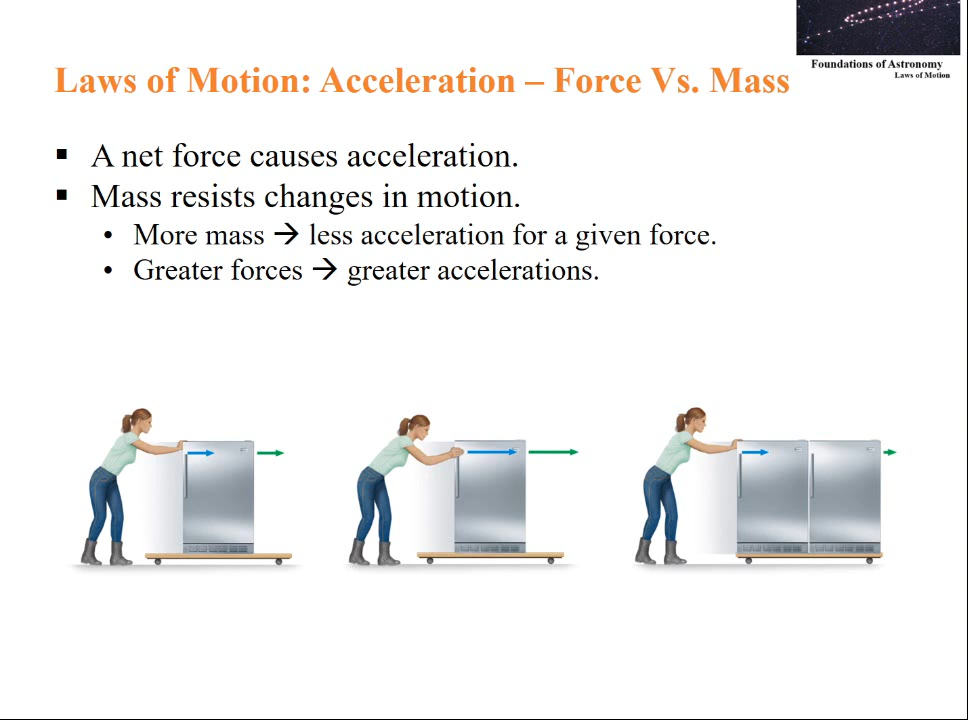 Foundations of Astronomy
Laws of Motion
Laws of Motion: Acceleration – Force Vs. Mass
▪ A net force causes acceleration.
▪ Mass resists changes in motion.
• More mass → less acceleration for a given force.
• Greater forces → greater accelerations.